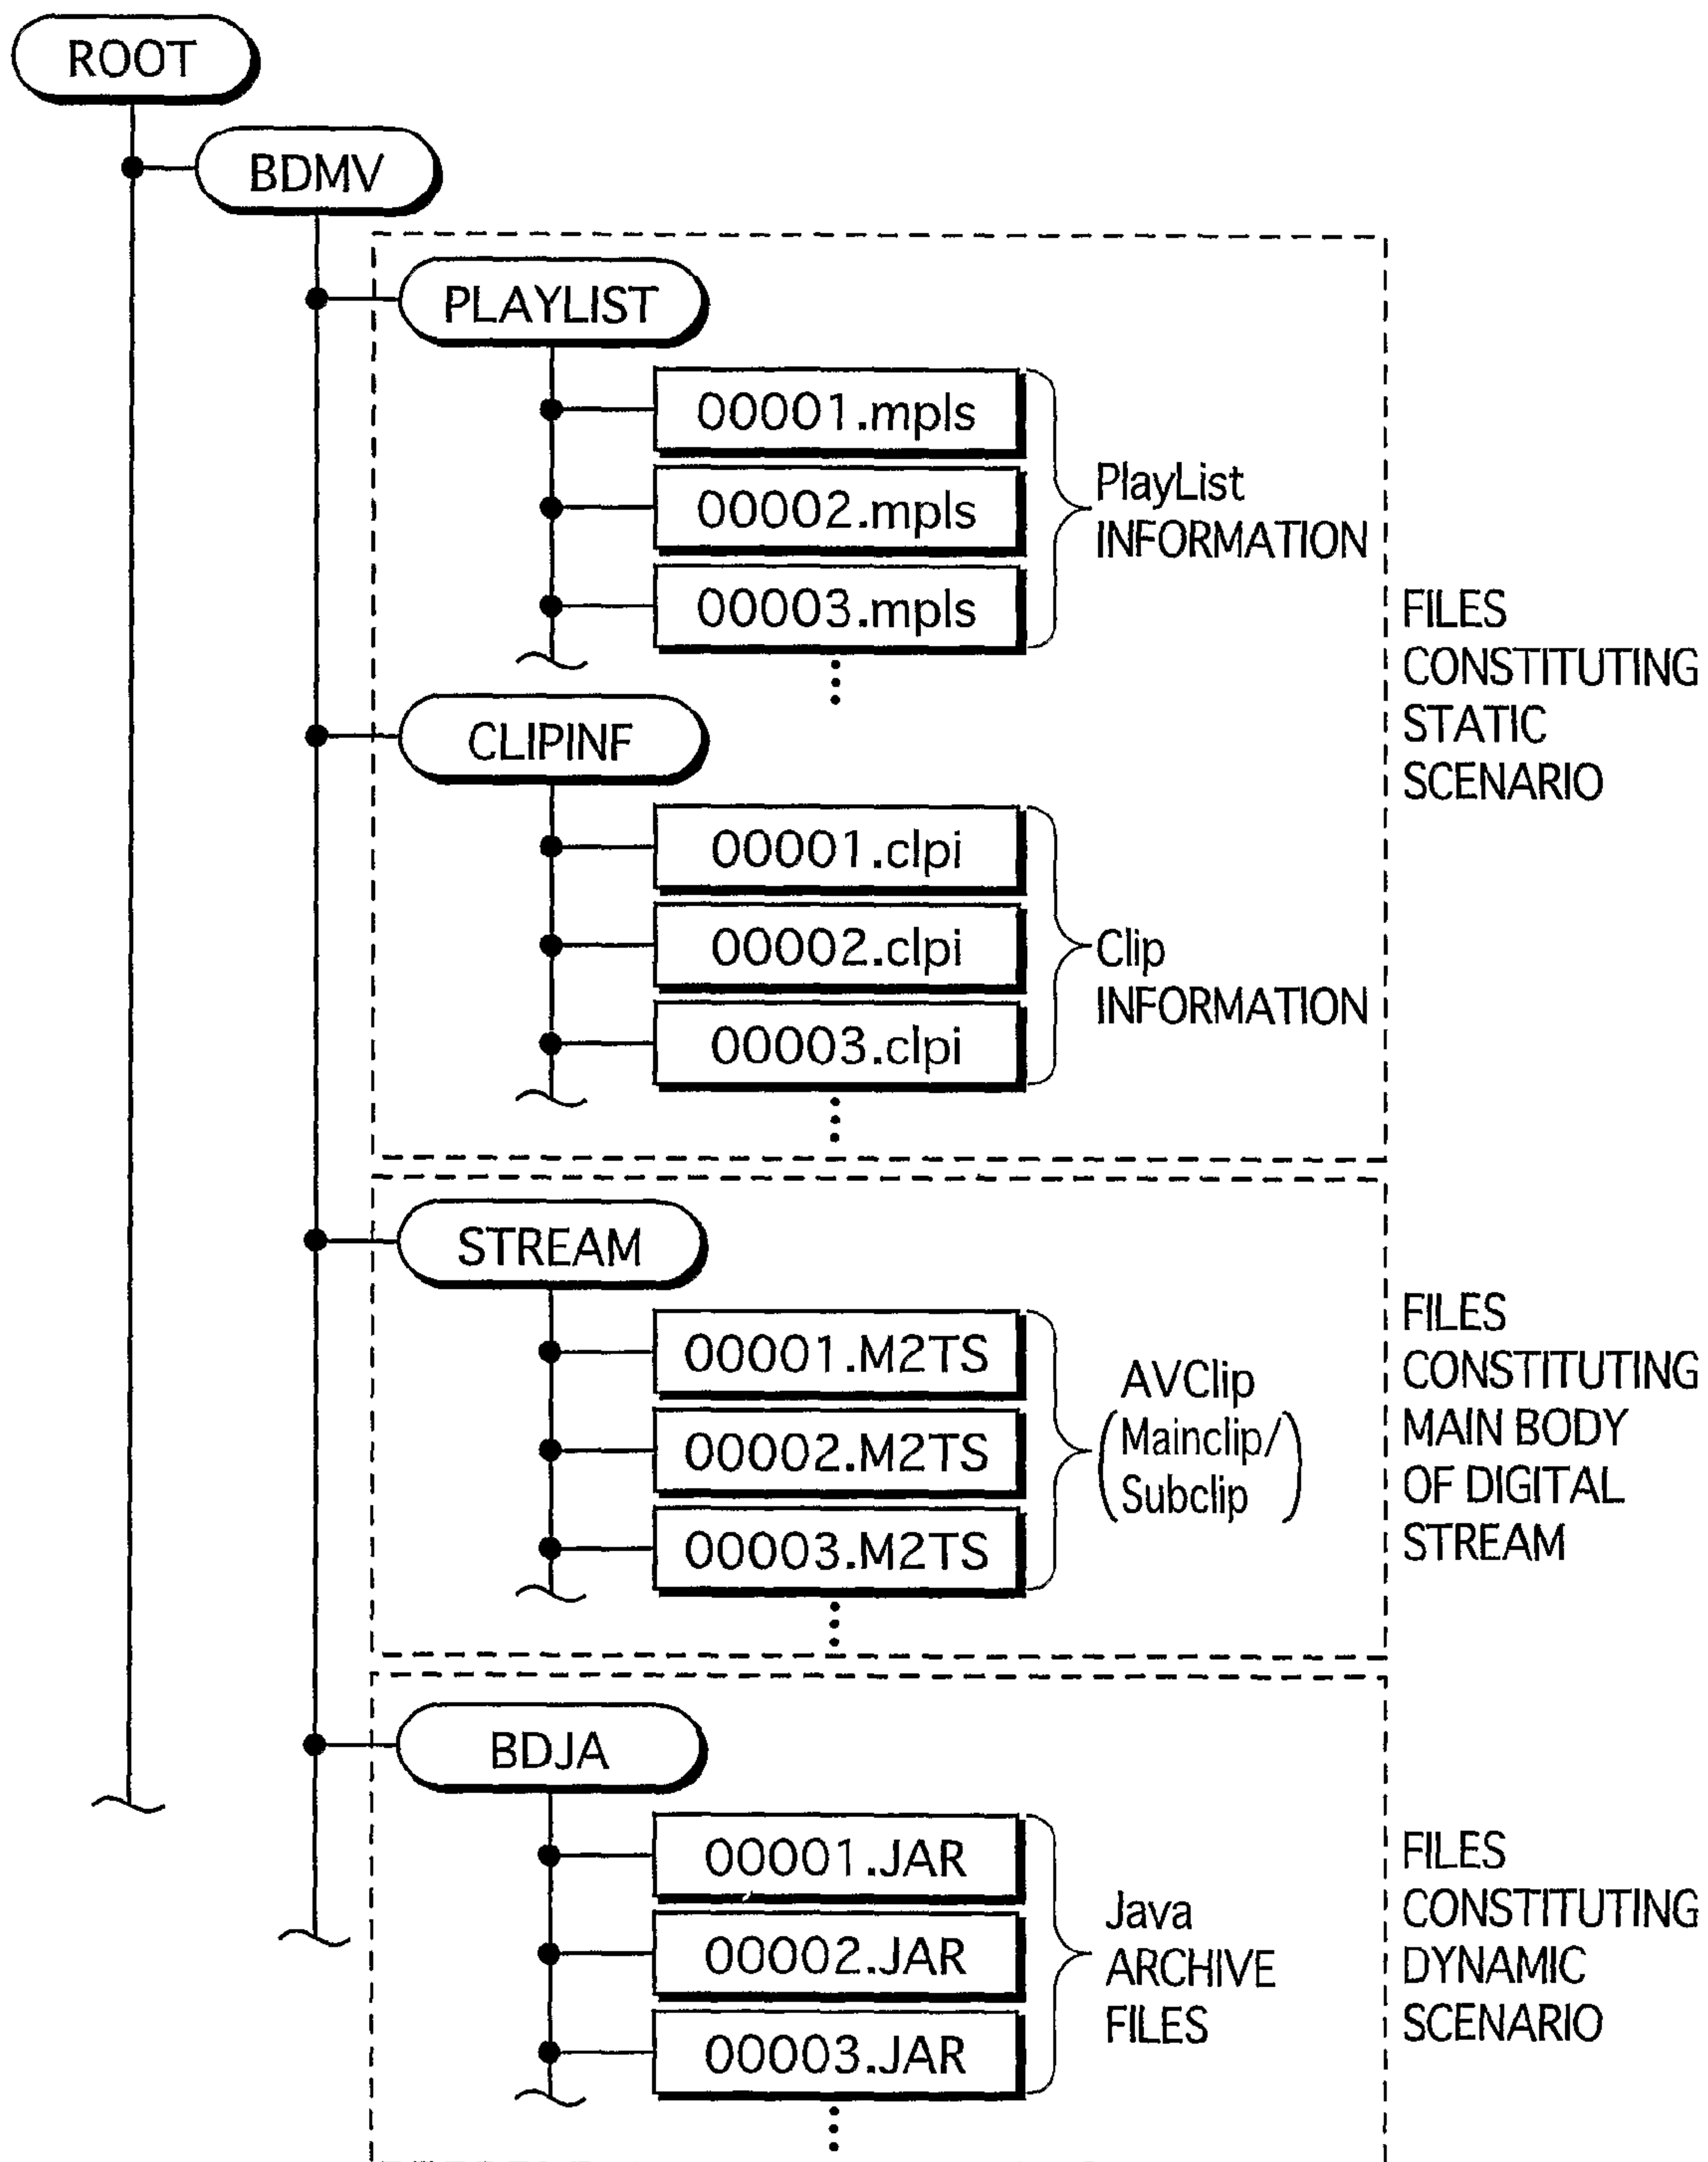 ROOT
BDMV
PLAYLIST
00001.mpls
00002.mpls
00003.mpls
PlayList
INFORMATION
CLIPINF
00001.clpi
00002.clpi
00003.clpi
Clip
INFORMATION
FILES
CONSTITUTING
STATIC
SCENARIO
STREAM
00001.M2TS
00002.M2TS
00003.M2TS
AVClip
(Mainclip/
Subclip)
FILES
CONSTITUTING
MAIN BODY
OF DIGITAL
STREAM
BDJA
00001.JAR
00002.JAR
00003.JAR
Java
ARCHIVE
FILES
FILES
CONSTITUTING
DYNAMIC
SCENARIO